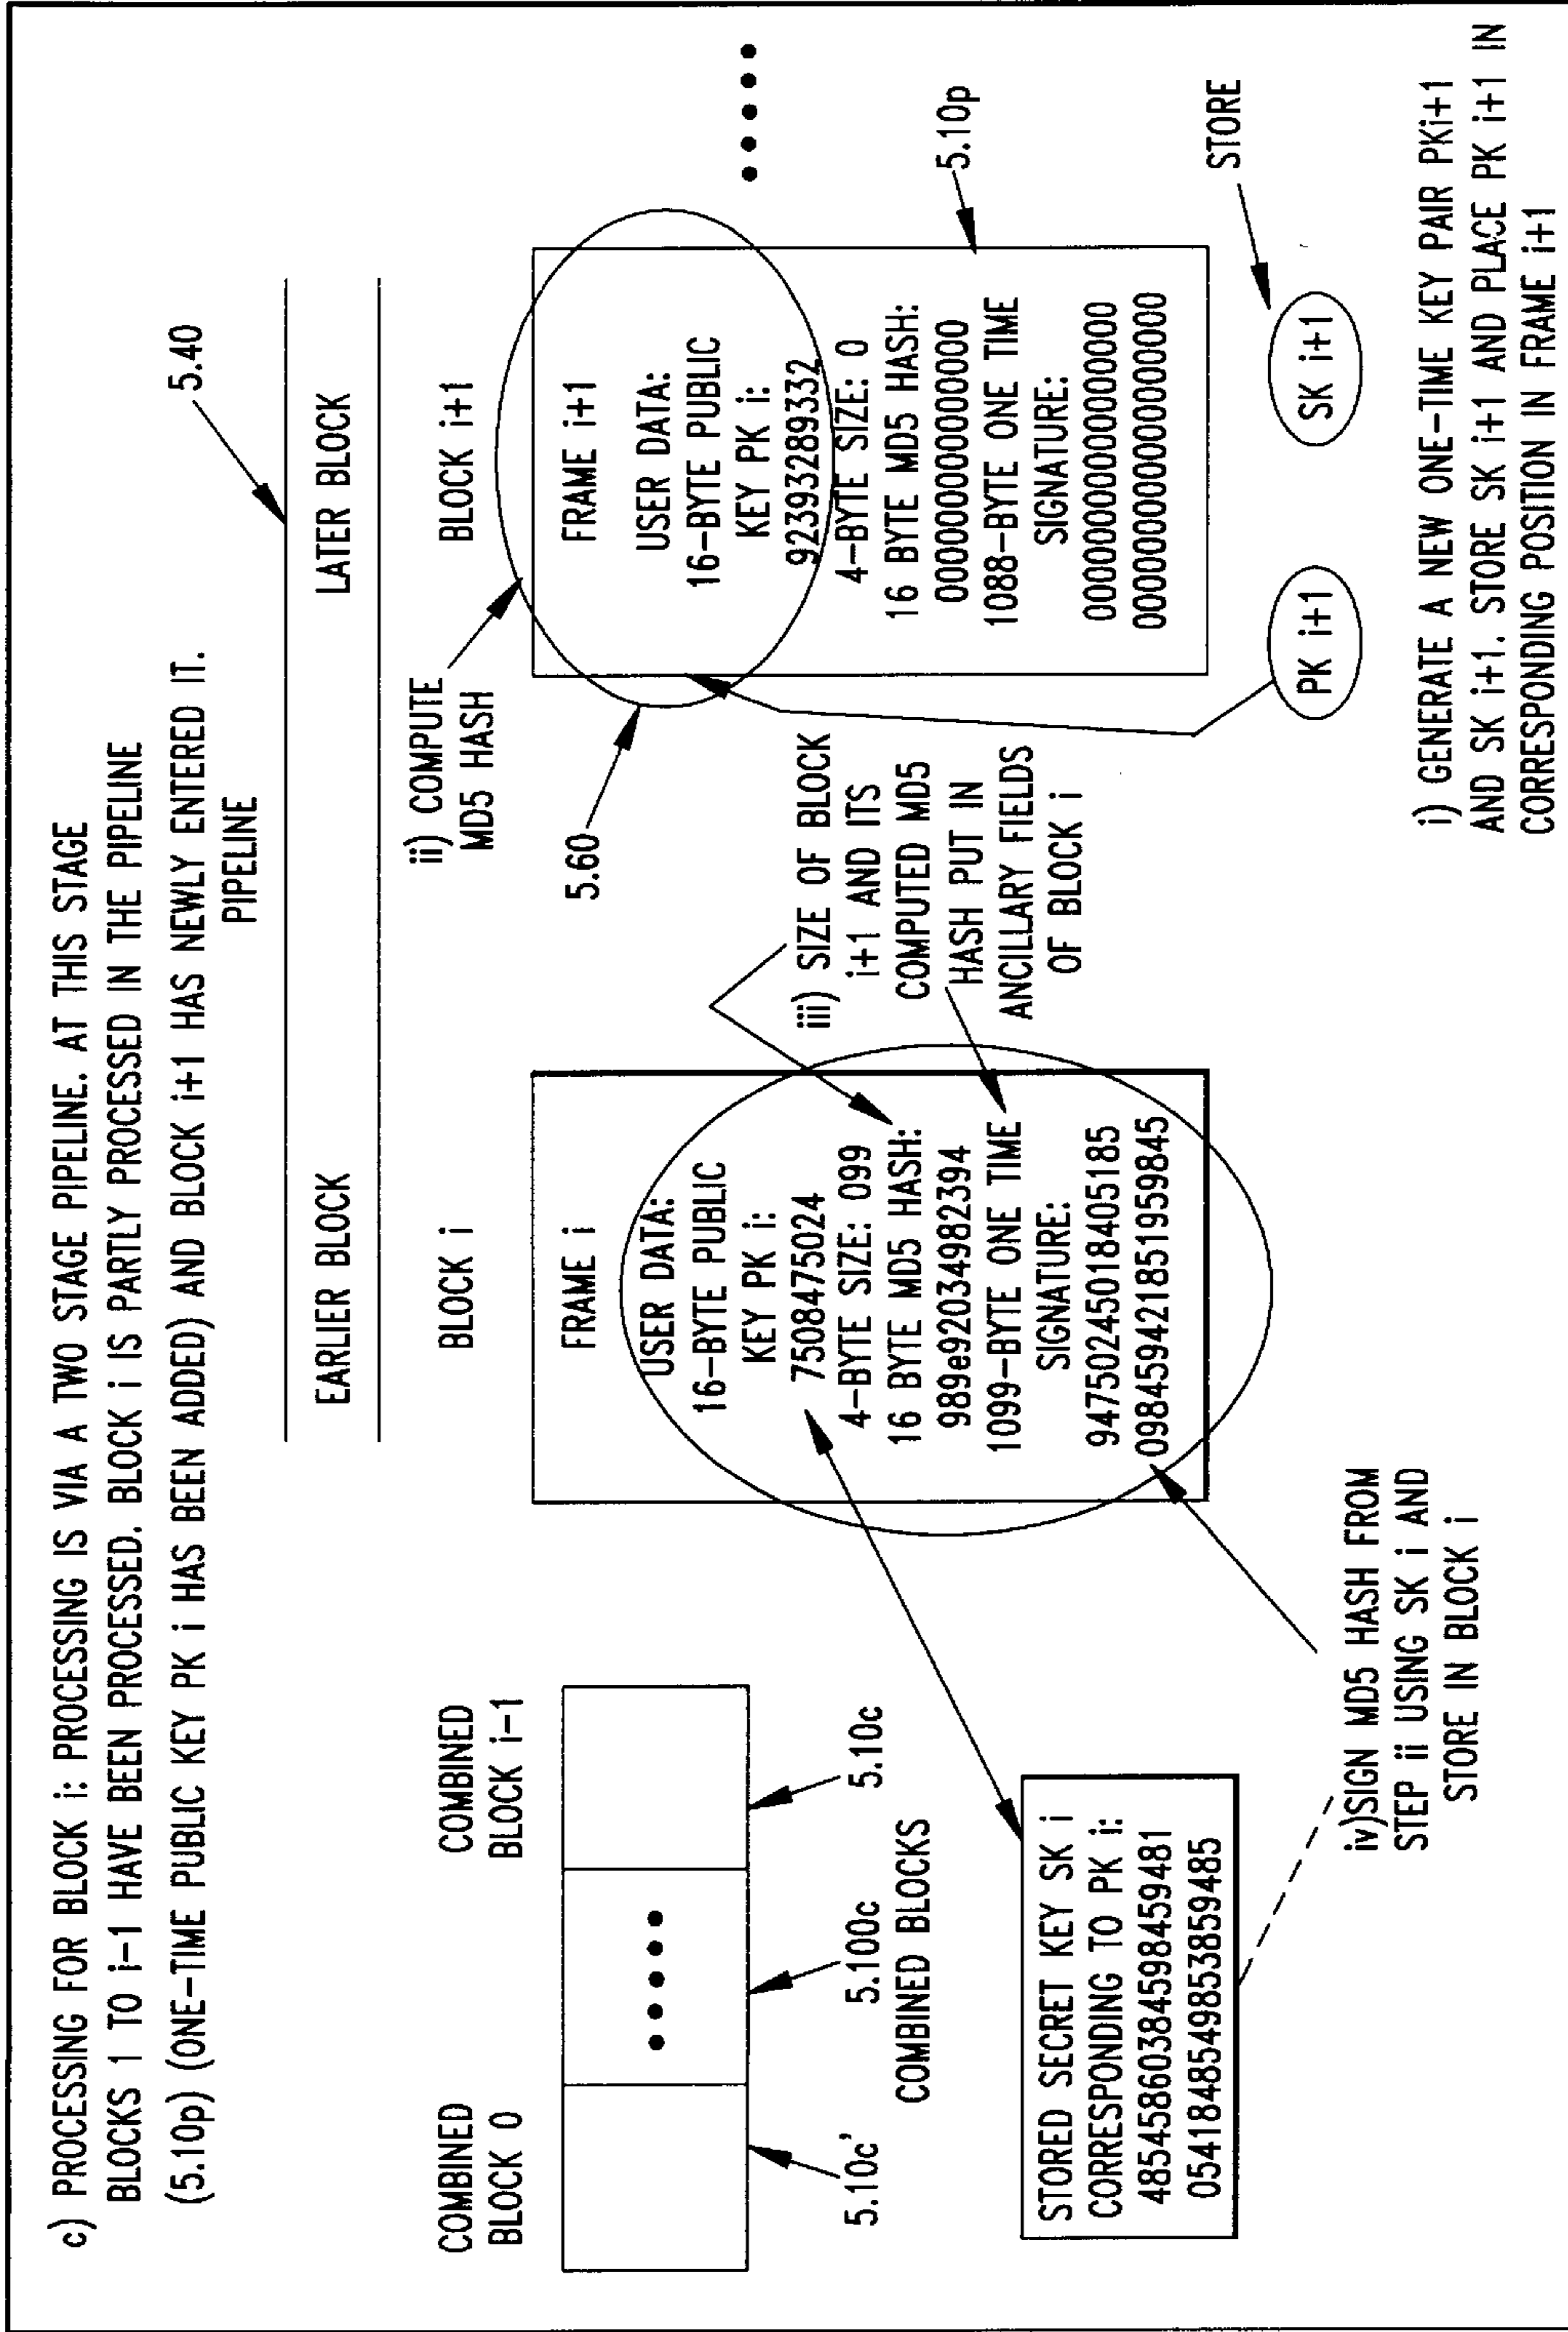 c) PROCESSING FOR BLOCK i: PROCESSING IS VIA A TWO STAGE PIPELINE. AT THIS STAGE
BLOCKS 1 TO i-1 HAVE BEEN PROCESSED. BLOCK i IS PARTLY PROCESSED IN THE PIPELINE
(5.10p) (ONE-TIME PUBLIC KEY PK i HAS BEEN ADDED) AND BLOCK i+1 HAS NEWLY ENTERED IT.
PIPELINE
5.40
EARLIER BLOCK
LATER BLOCK
COMBINED
BLOCK 0
COMBINED
BLOCK i-1
5.10c'
5.100c
5.10c
COMBINED BLOCKS
BLOCK i
FRAME i
USER DATA:
16-BYTE PUBLIC
KEY PK i:
7508475024
4-BYTE SIZE: 099
16 BYTE MD5 HASH:
989e92034982394
1099-BYTE ONE TIME
SIGNATURE:
947502450184051​85
09845942185195984​5
ii) COMPUTE
MD5 HASH
5.60
iii) SIZE OF BLOCK
i+1 AND ITS
COMPUTED MD5
HASH PUT IN
ANCILLARY FIELDS
OF BLOCK i
BLOCK i+1
FRAME i+1
USER DATA:
16-BYTE PUBLIC
KEY PK i:
92393289332
4-BYTE SIZE: 0
16 BYTE MD5 HASH:
00000000000000
1088-BYTE ONE TIME
SIGNATURE:
000000000000000
0000000000000000
5.10p
STORED SECRET KEY SK i
CORRESPONDING TO PK i:
48545860384598459481
05418485498538594​85
iv)SIGN MD5 HASH FROM
STEP ii USING SK i AND
STORE IN BLOCK i
PK i+1
SK i+1
STORE
i) GENERATE A NEW ONE-TIME KEY PAIR PKi+1
AND SK i+1. STORE SK i+1 AND PLACE PK i+1 IN
CORRESPONDING POSITION IN FRAME i+1